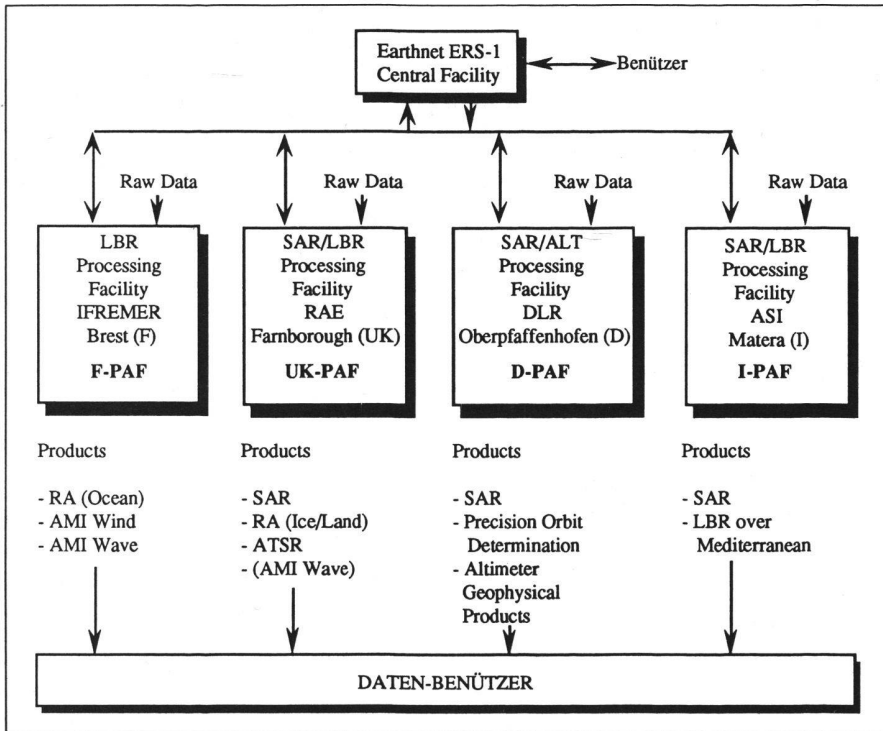 Earthnet ERS-1
Central Facility
Benützer
Raw Data
Raw Data
Raw Data
Raw Data
LBR
Processing
Facility
IFREMER
Brest (F)
F-PAF
SAR/LBR
Processing
Facility
RAE
Farnborough (UK)
UK-PAF
SAR/ALT
Processing
Facility
DLR
Oberpfaffenhofen (D)
D-PAF
SAR/LBR
Processing
Facility
ASI
Matera (I)
I-PAF
Products
- RA (Ocean)
- AMI Wind
- AMI Wave
Products
- SAR
- RA (Ice/Land)
- ATSR
- (AMI Wave)
Products
- SAR
- Precision Orbit
Determination
- Altimeter
Geophysical
Products
Products
- SAR
- LBR over
Mediterranean
DATEN-BENÜTZER